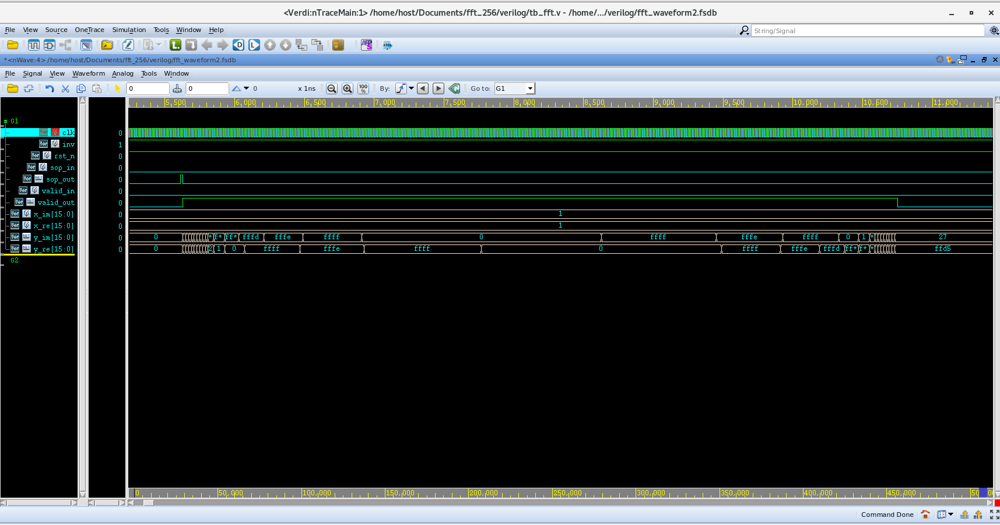 <Verdi:nTraceMain:1> /home/host/Documents/fft_256/verilog/tb_fft.v - /home/.../verilog/fft_waveform2.fsdb
File View Source OneTrace Simulation Tools Window Help
String/Signal
*<nWave:4> /home/host/Documents/fft_256/verilog/fft_waveform2.fsdb
File Signal View Waveform Analog Tools Window
0 0 0 x 1ns 100 % By: Go to: G1
5,500 6,000 6,500 7,000 7,500 8,000 8,500 9,000 9,500 10,000 10,500 11,000
G1
clk 0
inv 1
rst_n 0
sop_in 0
sop_out 0
valid_in 0
valid_out 0
x_im[15:0] 0 1
x_re[15:0] 0 1
y_im[15:0] 0 0 * f* ff* fffd fffe ffff 0 ffff fffe ffff 0 1 * 27
y_re[15:0] 0 0 2 1 0 ffff fffe ffff 0 ffff fffe fffd ff* f* * ffd5
G2
0 50,000 100,000 150,000 200,000 250,000 300,000 350,000 400,000 450,000
Command Done